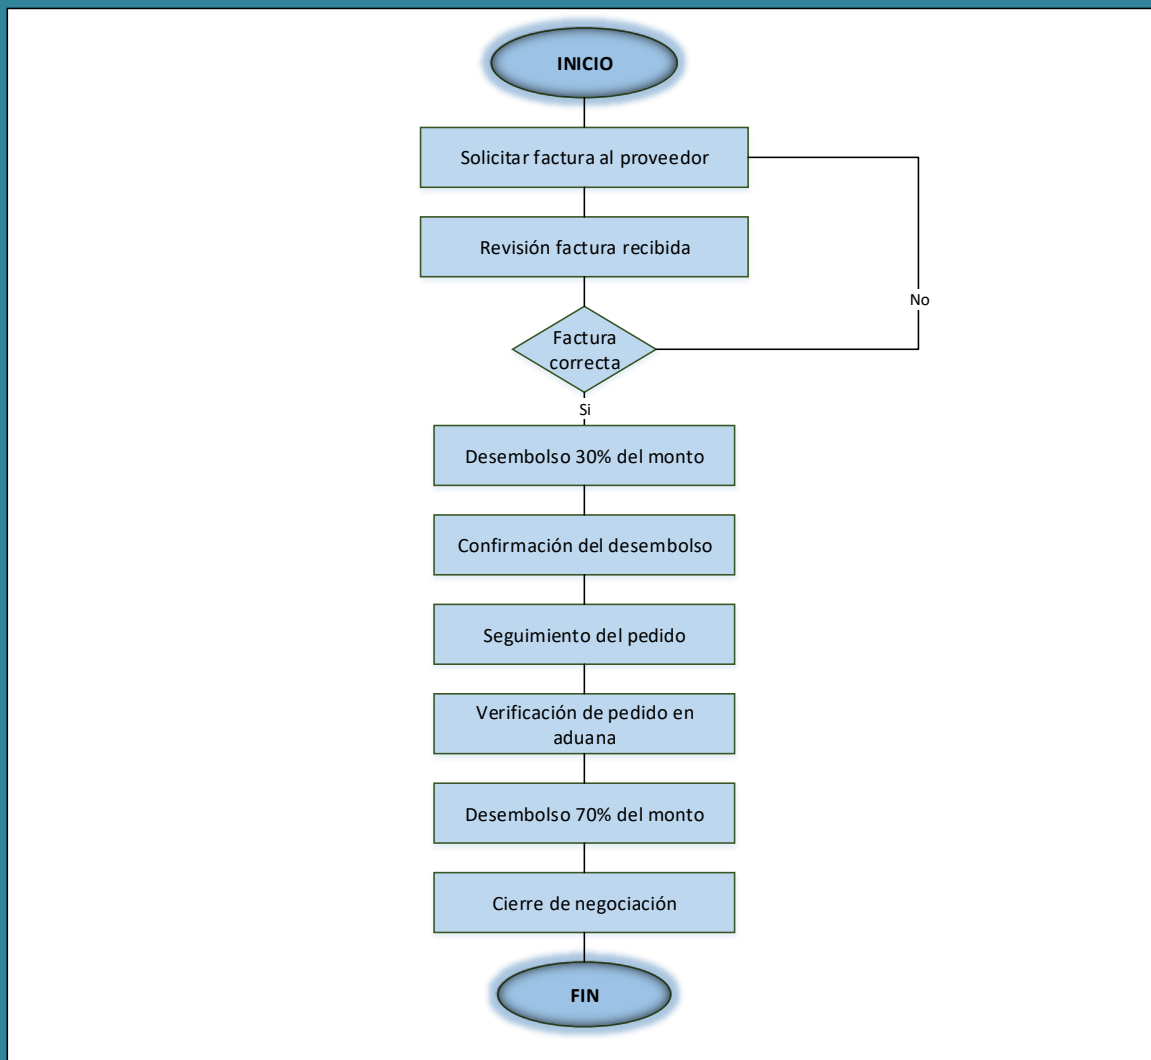 INICIO
Solicitar factura al proveedor
Revisión factura recibida
No
Factura
correcta
Si
Desembolso 30% del monto
Confirmación del desembolso
Seguimiento del pedido
Verificación de pedido en
aduana
Desembolso 70% del monto
Cierre de negociación
FIN